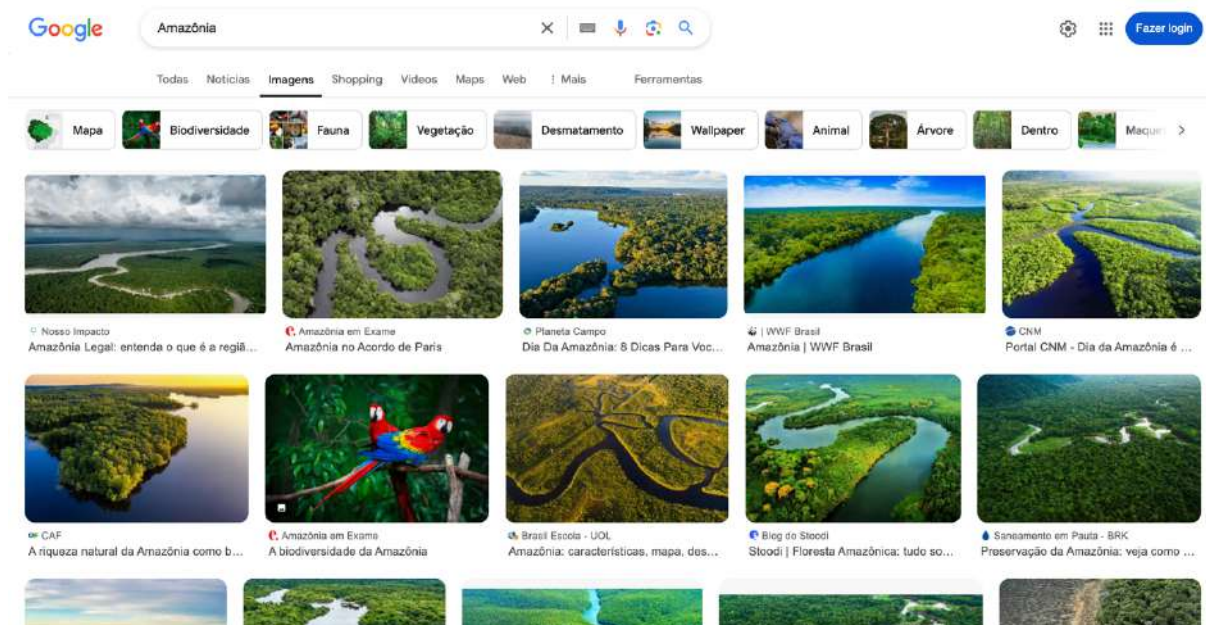 Google
Amazônia
Fazer login
Todas Notícias Imagens Shopping Vídeos Maps Web : Mais Ferramentas
Mapa Biodiversidade Fauna Vegetação Desmatamento Wallpaper Animal Árvore Dentro Maque
Nosso Impacto
Amazônia Legal: entenda o que é a regiã...
Amazônia em Exame
Amazônia no Acordo de Paris
Planeta Campo
Dia Da Amazônia: 8 Dicas Para Voc...
| WWF Brasil
Amazônia | WWF Brasil
CNM
Portal CNM - Dia da Amazônia é ...
CAF
A riqueza natural da Amazônia como b...
Amazônia em Exame
A biodiversidade da Amazônia
Brasil Escola - UOL
Amazônia: características, mapa, des...
Blog do Stoodi
Stoodi | Floresta Amazônica: tudo so...
Saneamento em Pauta - BRK
Preservação da Amazônia: veja como ...